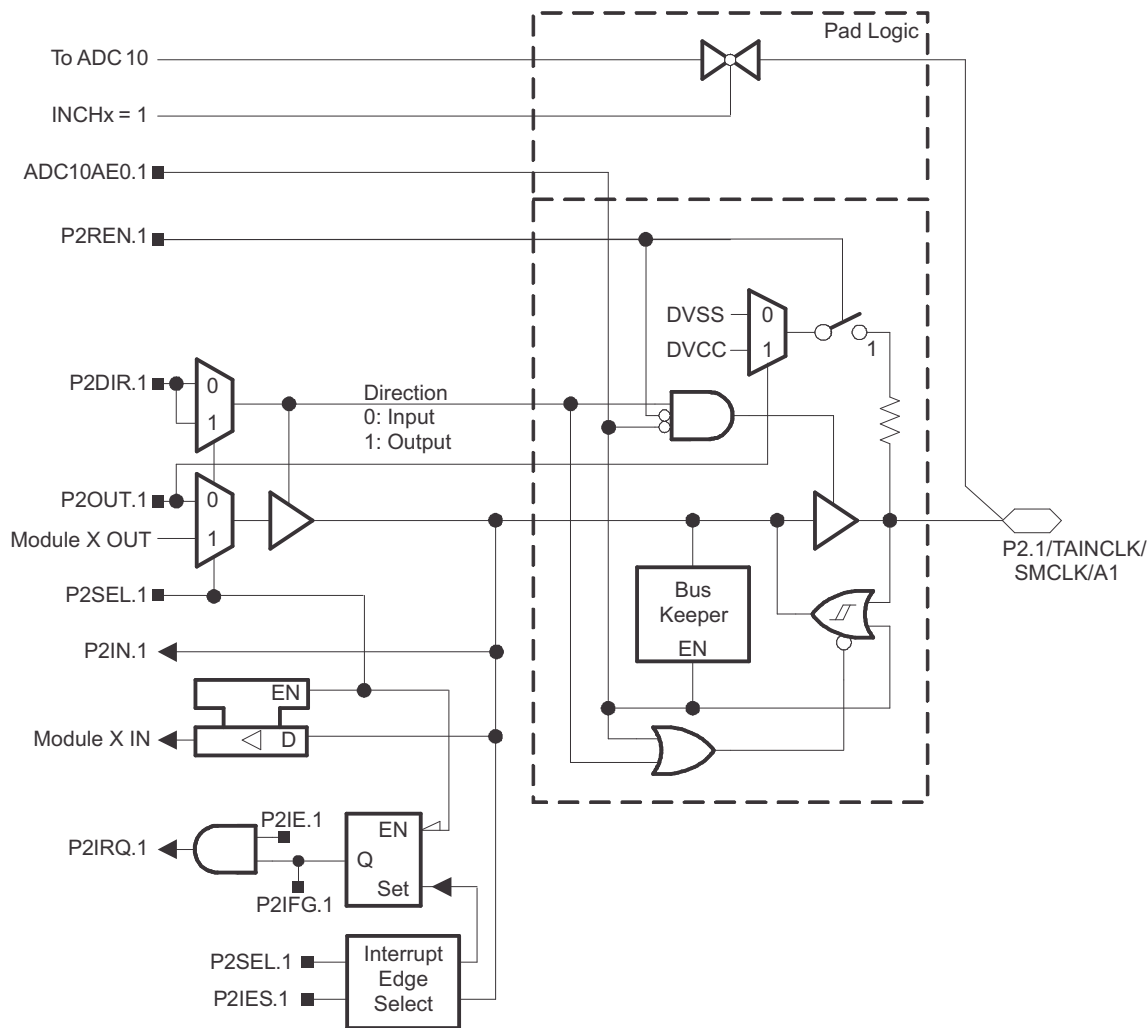 Pad Logic
To ADC 10
INCHx = 1
ADC10AE0.1
P2REN.1
DVSS
0
DVCC
1
1
P2DIR.1
0
1
Direction
0: Input
1: Output
P2OUT.1
0
Module X OUT
1
P2.1/TAINCLK/
SMCLK/A1
P2SEL.1
Bus
Keeper
EN
P2IN.1
EN
Module X IN
D
P2IE.1
EN
P2IRQ.1
Q
P2IFG.1
Set
P2SEL.1
P2IES.1
Interrupt
Edge
Select